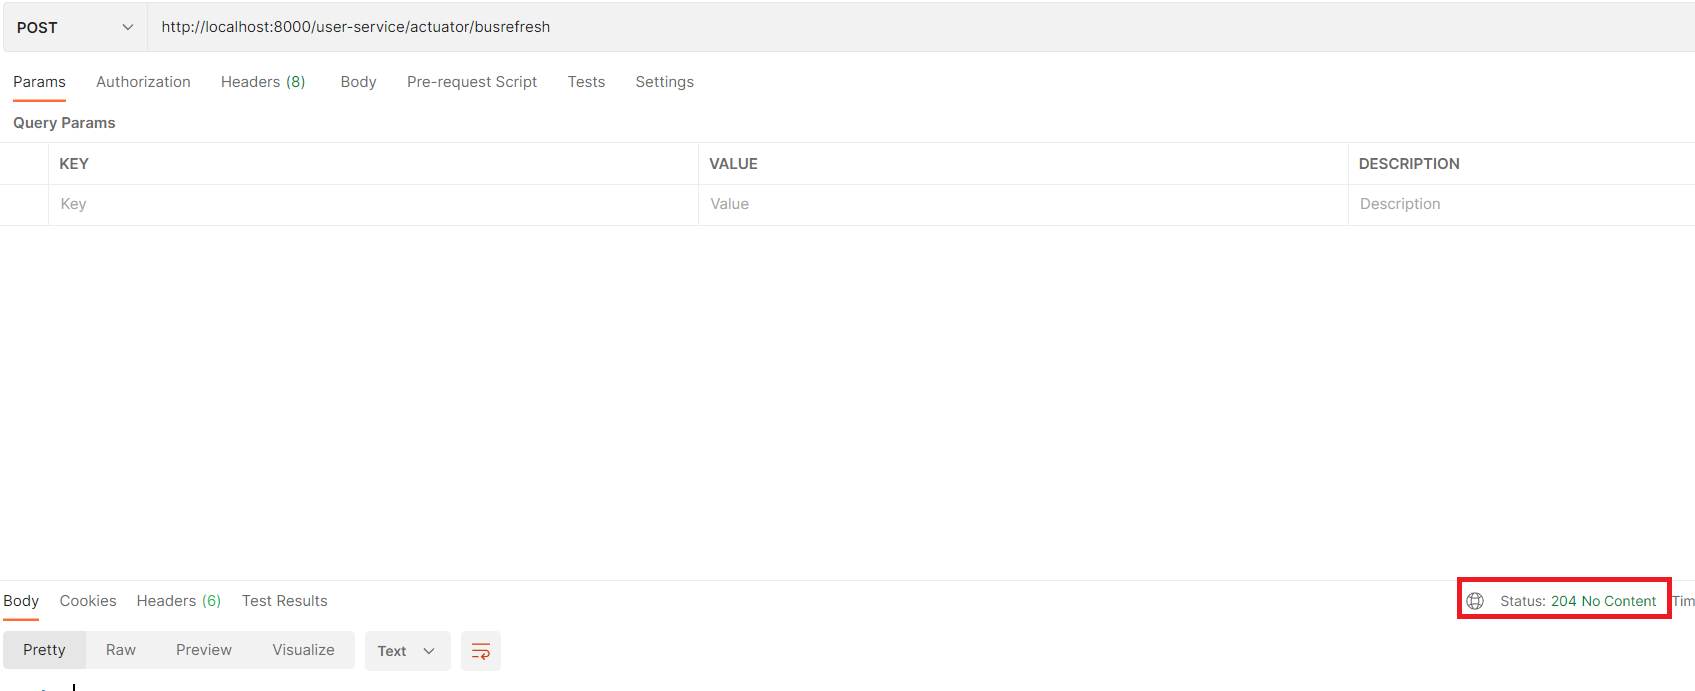 POST http://localhost:8000/user-service/actuator/busrefresh
Params Authorization Headers (8) Body Pre-request Script Tests Settings
Query Params
KEY VALUE DESCRIPTION
Key Value Description
Body Cookies Headers (6) Test Results Status: 204 No Content Tim
Pretty Raw Preview Visualize Text